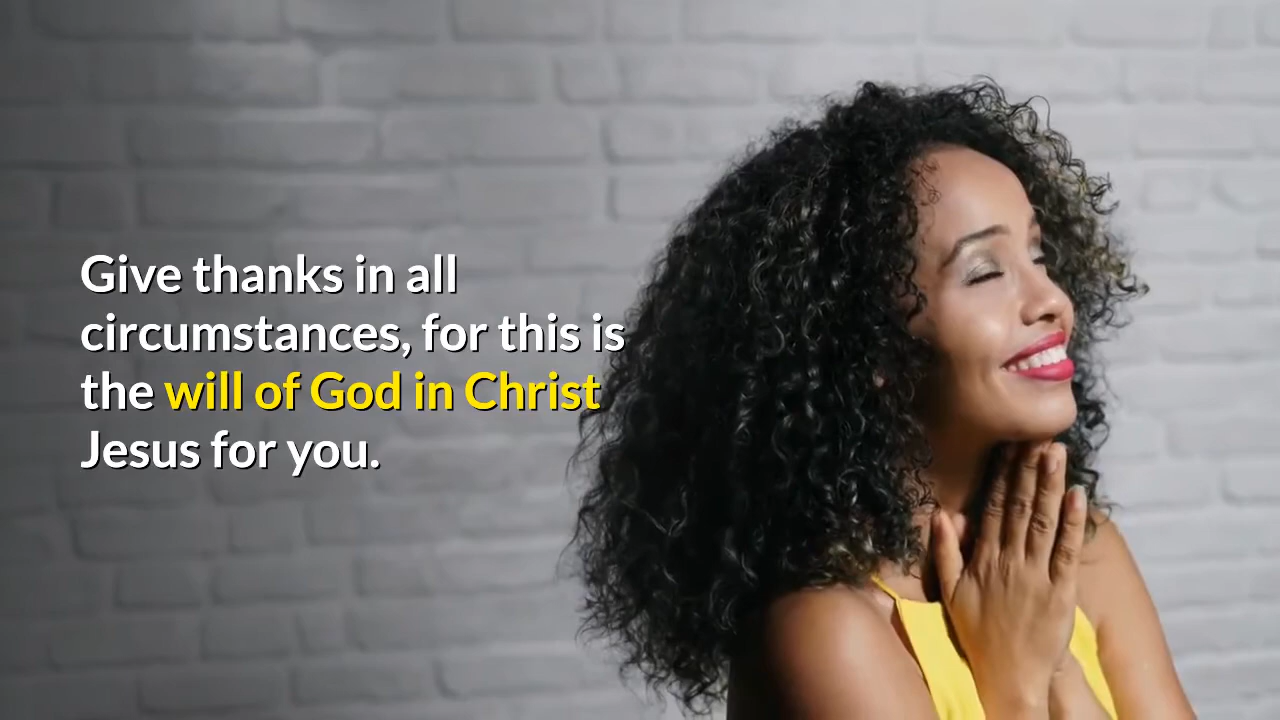 Give thanks in all
circumstances, for this is
the will of God in Christ
Jesus for you.